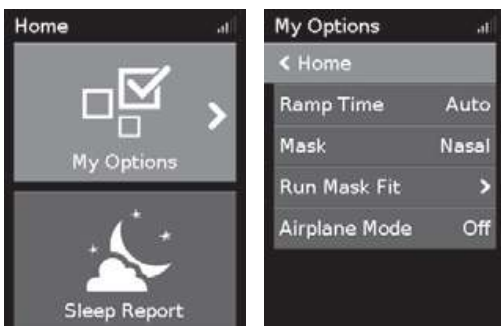 Home
My Options
Sleep Report
My Options
< Home
Ramp Time Auto
Mask Nasal
Run Mask Fit >
Airplane Mode Off